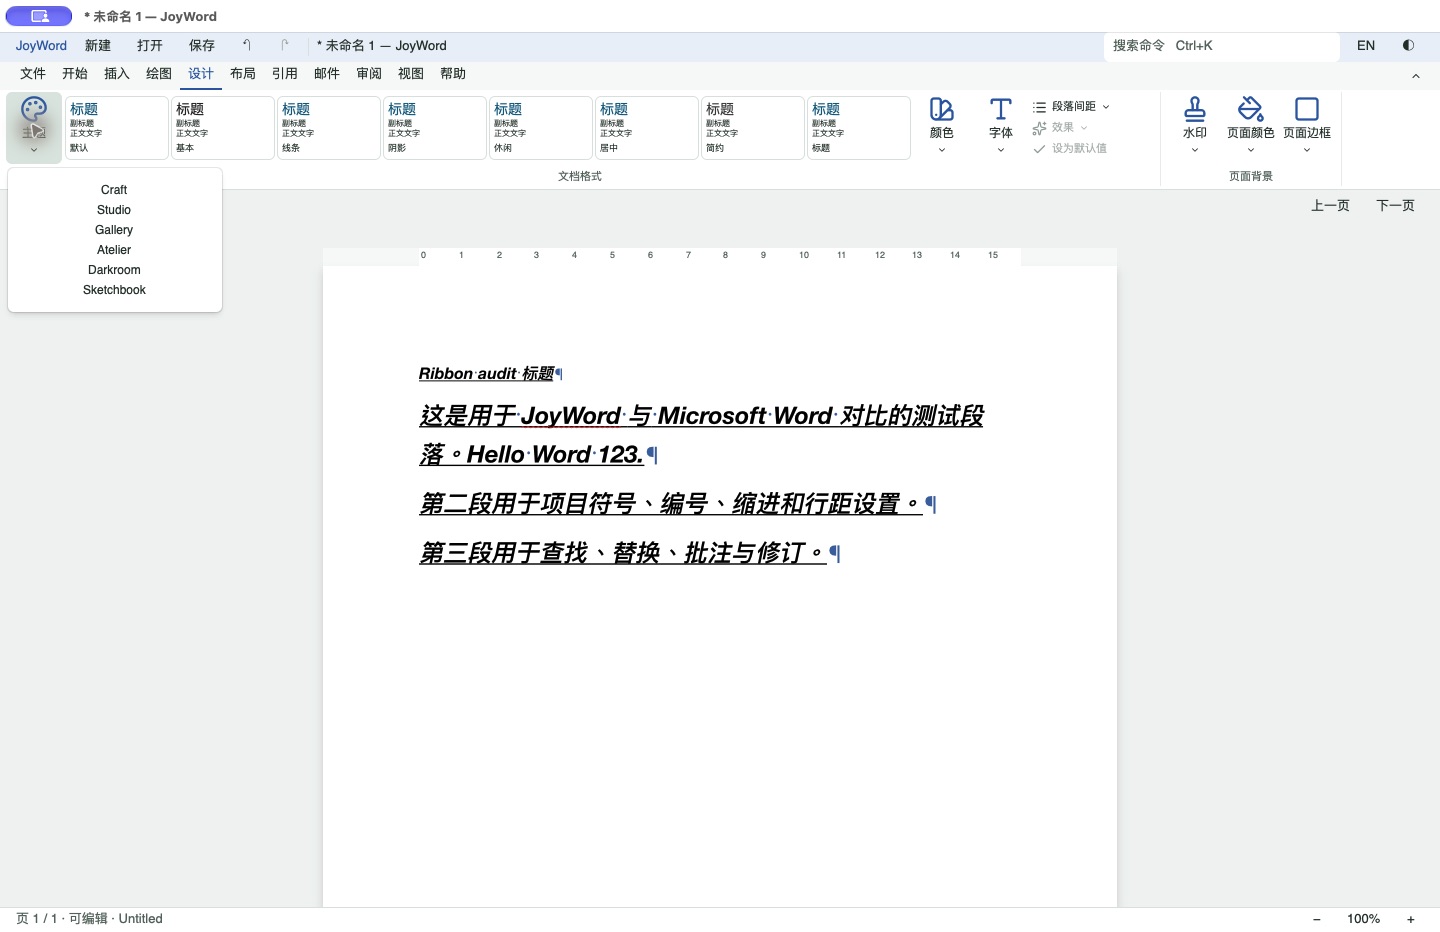 * 未命名 1 — JoyWord
JoyWord 新建 打开 保存 * 未命名 1 — JoyWord 搜索命令 Ctrl+K EN
文件 开始 插入 绘图 设计 布局 引用 邮件 审阅 视图 帮助
标题 副标题 正文文字 默认
标题 副标题 正文文字 基本
标题 副标题 正文文字 线条
标题 副标题 正文文字 阴影
标题 副标题 正文文字 休闲
标题 副标题 正文文字 居中
标题 副标题 正文文字 简约
标题 副标题 正文文字 标题
颜色
字体
段落间距
效果
设为默认值
水印 页面颜色 页面边框
文档格式 页面背景
Craft
Studio
Gallery
Atelier
Darkroom
Sketchbook
上一页 下一页
0 1 2 3 4 5 6 7 8 9 10 11 12 13 14 15
Ribbon audit 标题¶
这是用于 JoyWord 与 Microsoft Word 对比的测试段
落。Hello Word 123.¶
第二段用于项目符号、编号、缩进和行距设置。¶
第三段用于查找、替换、批注与修订。¶
页 1 / 1 · 可编辑 · Untitled − 100% +